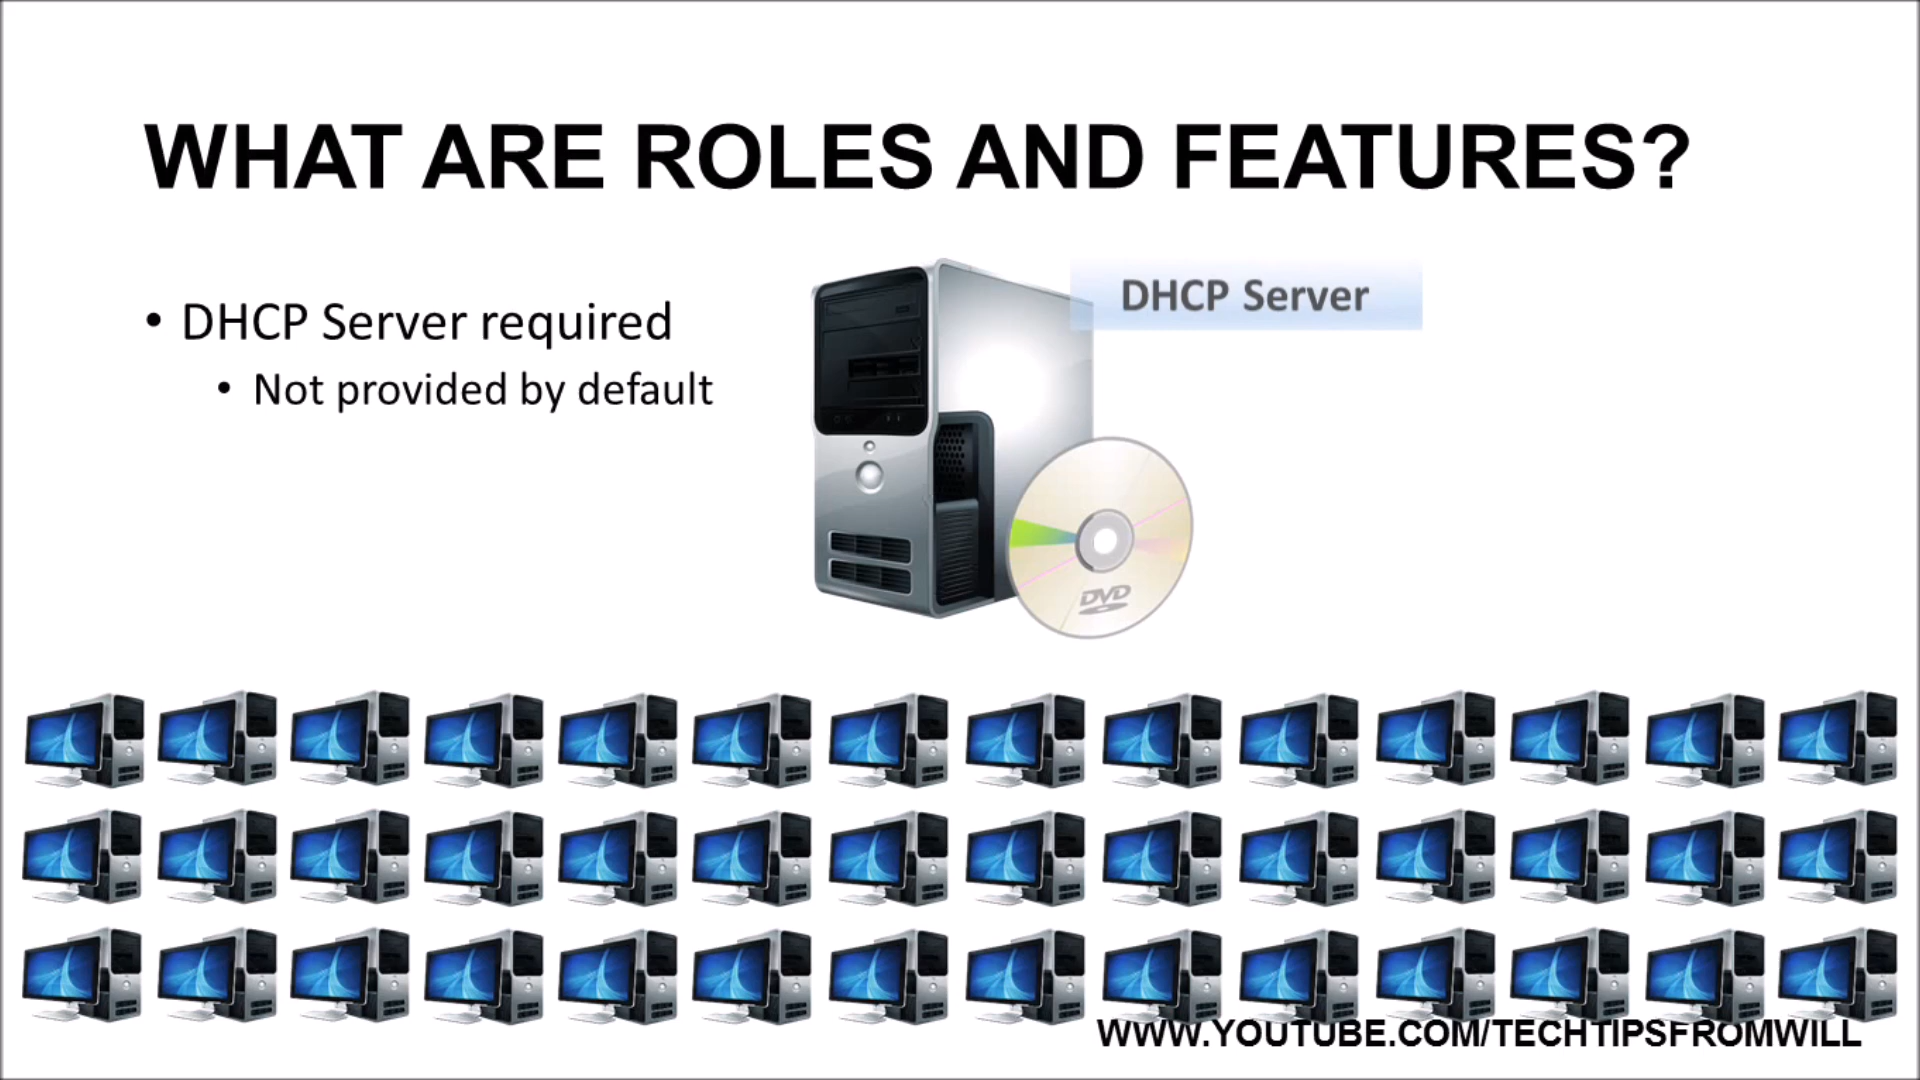 WHAT ARE ROLES AND FEATURES?
• DHCP Server required
• Not provided by default
DHCP Server
DVD
WWW.YOUTUBE.COM/TECHTIPSFROMWILL